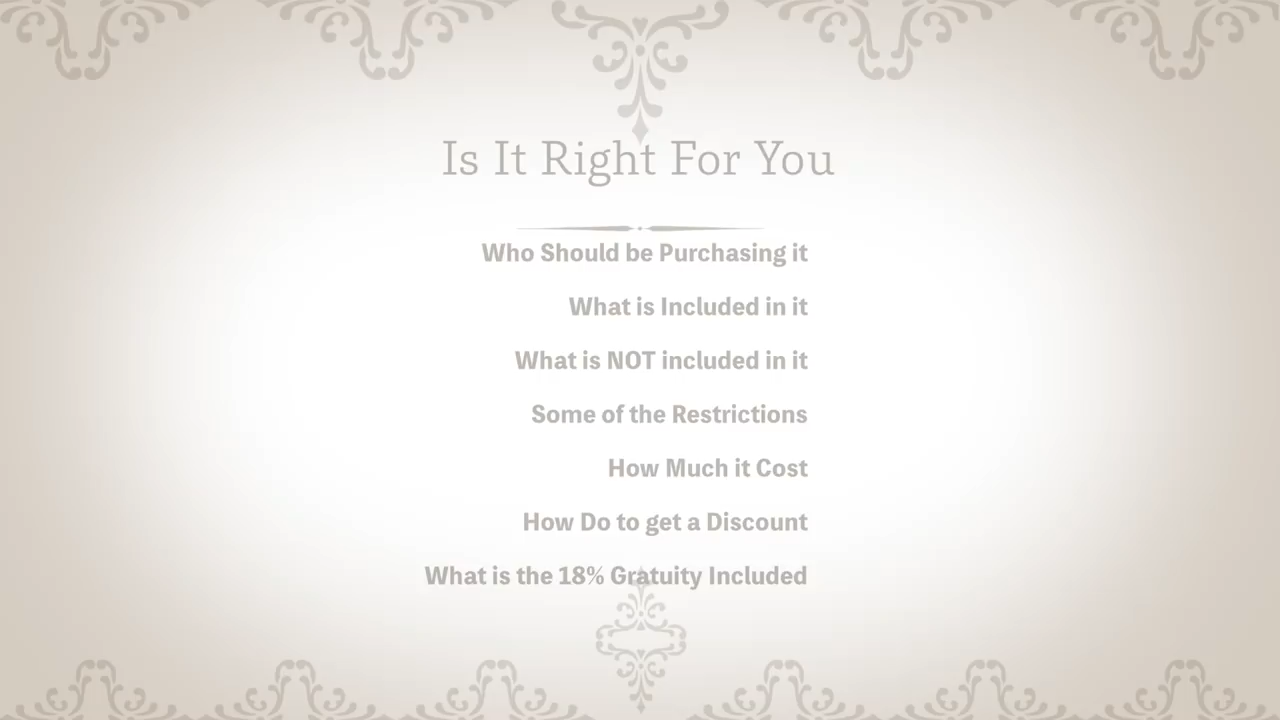 Is It Right For You
Who Should be Purchasing it
What is Included in it
What is NOT included in it
Some of the Restrictions
How Much it Cost
How Do to get a Discount
What is the 18% Gratuity Included